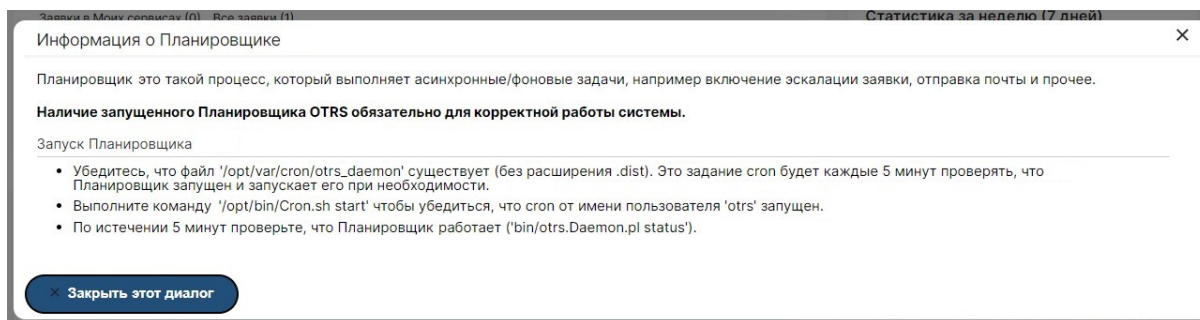 Заявки в Моих сервисах (0) Все заявки (1)
Статистика за неделю (7 дней)
Информация о Планировщике
Планировщик это такой процесс, который выполняет асинхронные/фоновые задачи, например включение эскалации заявки, отправка почты и прочее.
Наличие запущенного Планировщика OTRS обязательно для корректной работы системы.
Запуск Планировщика
• Убедитесь, что файл '/opt/var/cron/otrs_daemon' существует (без расширения .dist). Это задание cron будет каждые 5 минут проверять, что
Планировщик запущен и запускает его при необходимости.
• Выполните команду '/opt/bin/Cron.sh start' чтобы убедиться, что cron от имени пользователя 'otrs' запущен.
• По истечении 5 минут проверьте, что Планировщик работает ('bin/otrs.Daemon.pl status').
Закрыть этот диалог